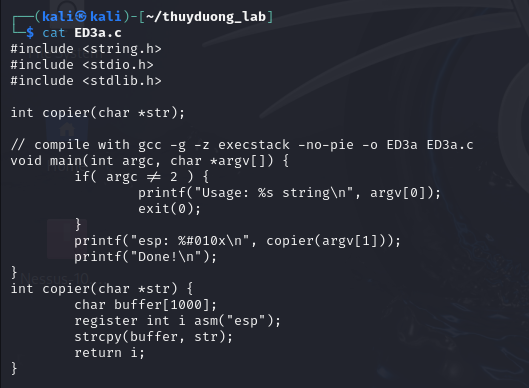 ┌──(kali㉿kali)-[~/thuyduong_lab]
└─$ cat ED3a.c
#include <string.h>
#include <stdio.h>
#include <stdlib.h>

int copier(char *str);

// compile with gcc -g -z execstack -no-pie -o ED3a ED3a.c
void main(int argc, char *argv[]) {
        if( argc != 2 ) {
                printf("Usage: %s string\n", argv[0]);
                exit(0);
        }
        printf("esp: %#010x\n", copier(argv[1]));
        printf("Done!\n");
}
int copier(char *str) {
        char buffer[1000];
        register int i asm("esp");
        strcpy(buffer, str);
        return i;
}